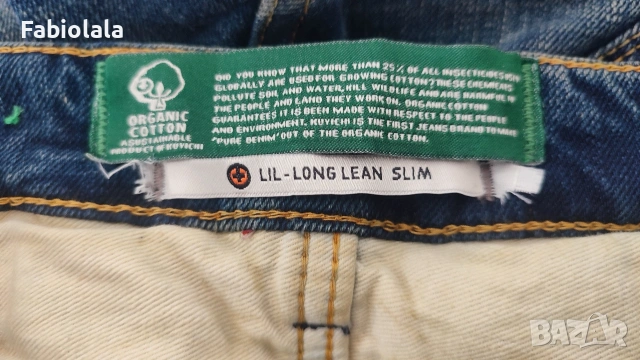 Fabiolala
ORGANIC
COTTON
A SUSTAINABLE
PRODUCT BY KUYICHI
DID YOU KNOW THAT MORE THAN 25% OF ALL INSECTICIDES
GLOBALLY ARE USED FOR GROWING COTTON? THESE CHEMICALS
POLLUTE SOIL AND WATER, KILL WILDLIFE AND ARE HARMFUL TO
THE PEOPLE AND LAND THEY WORK ON. ORGANIC COTTON
GUARANTEES IT IS BEEN MADE WITH RESPECT TO THE PEOPLE
AND ENVIRONMENT. KUYICHI IS THE FIRST JEANS BRAND TO MAKE
"PURE DENIM" OUT OF THE ORGANIC COTTON.
LIL-LONG LEAN SLIM
BAZAR